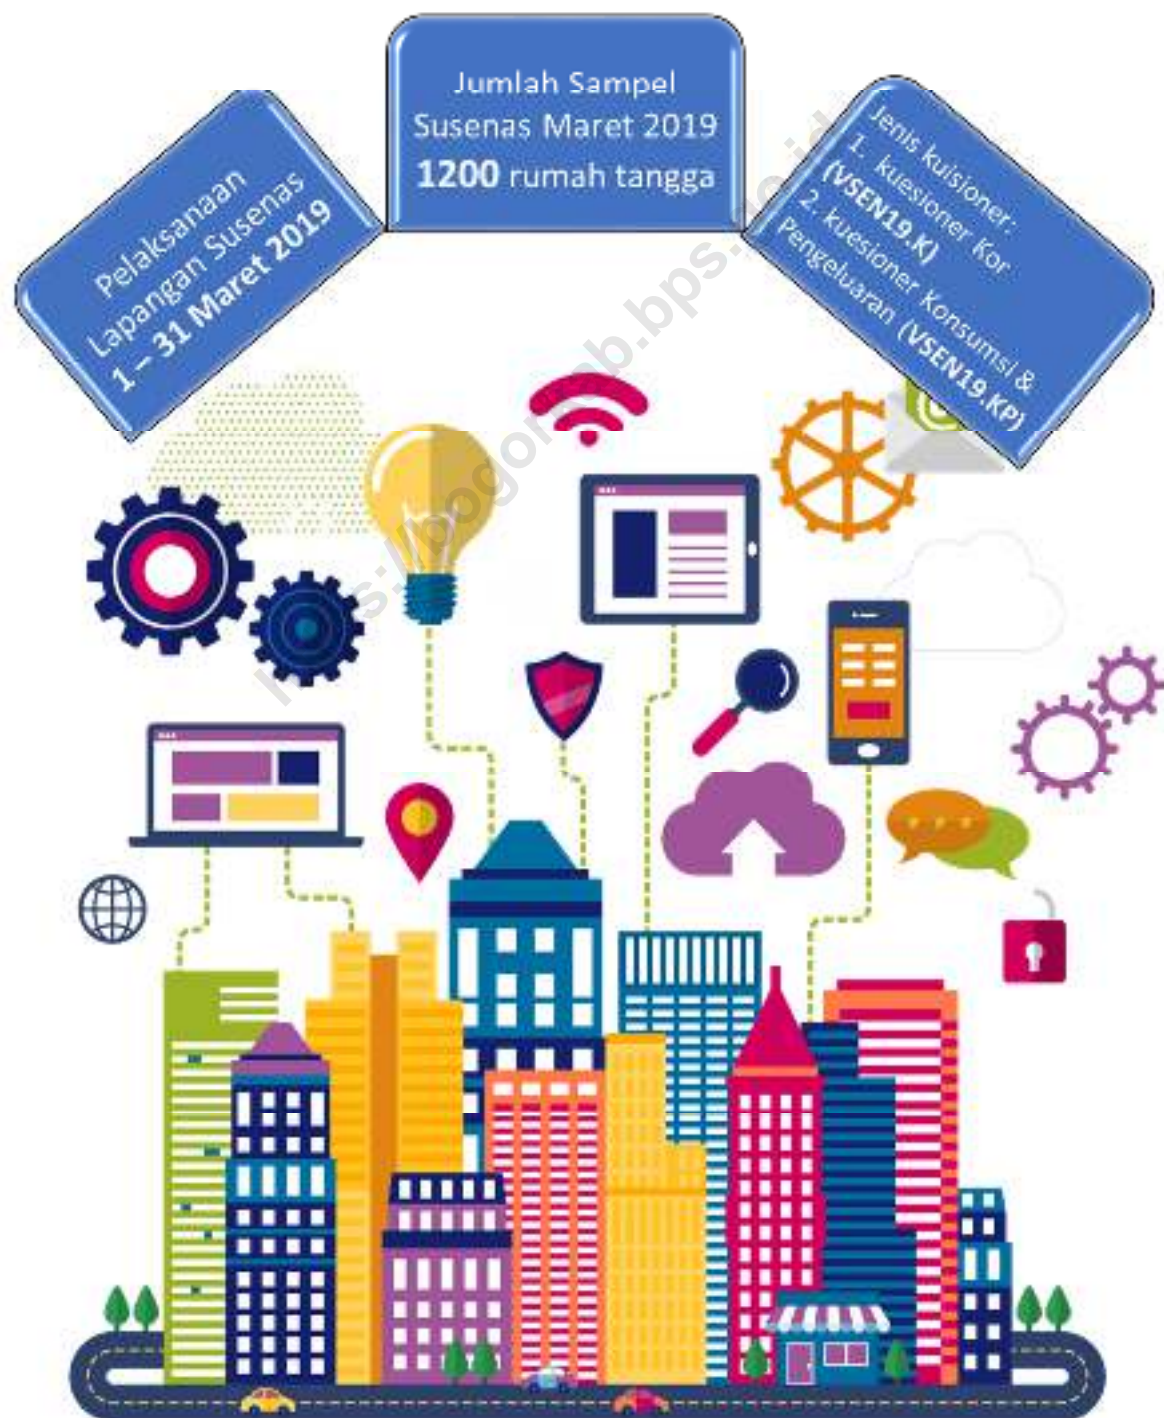 Pelaksanaan
Lapangan Susenas
1 – 31 Maret 2019
Jumlah Sampel
Susenas Maret 2019
1200 rumah tangga
Jenis kuisioner:
1. kuesioner Kor
(VSEN19.K)
2. kuesioner Konsumsi &
Pengeluaran (VSEN19.KP)